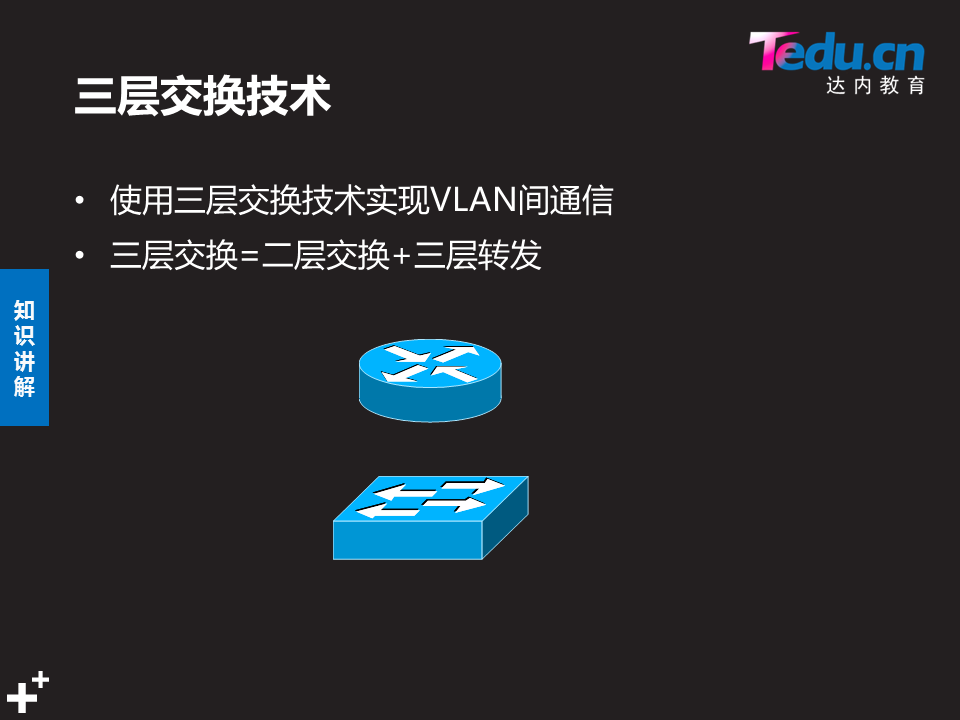 Tedu.cn
达内教育
三层交换技术
• 使用三层交换技术实现VLAN间通信
• 三层交换=二层交换+三层转发
知
识
讲
解